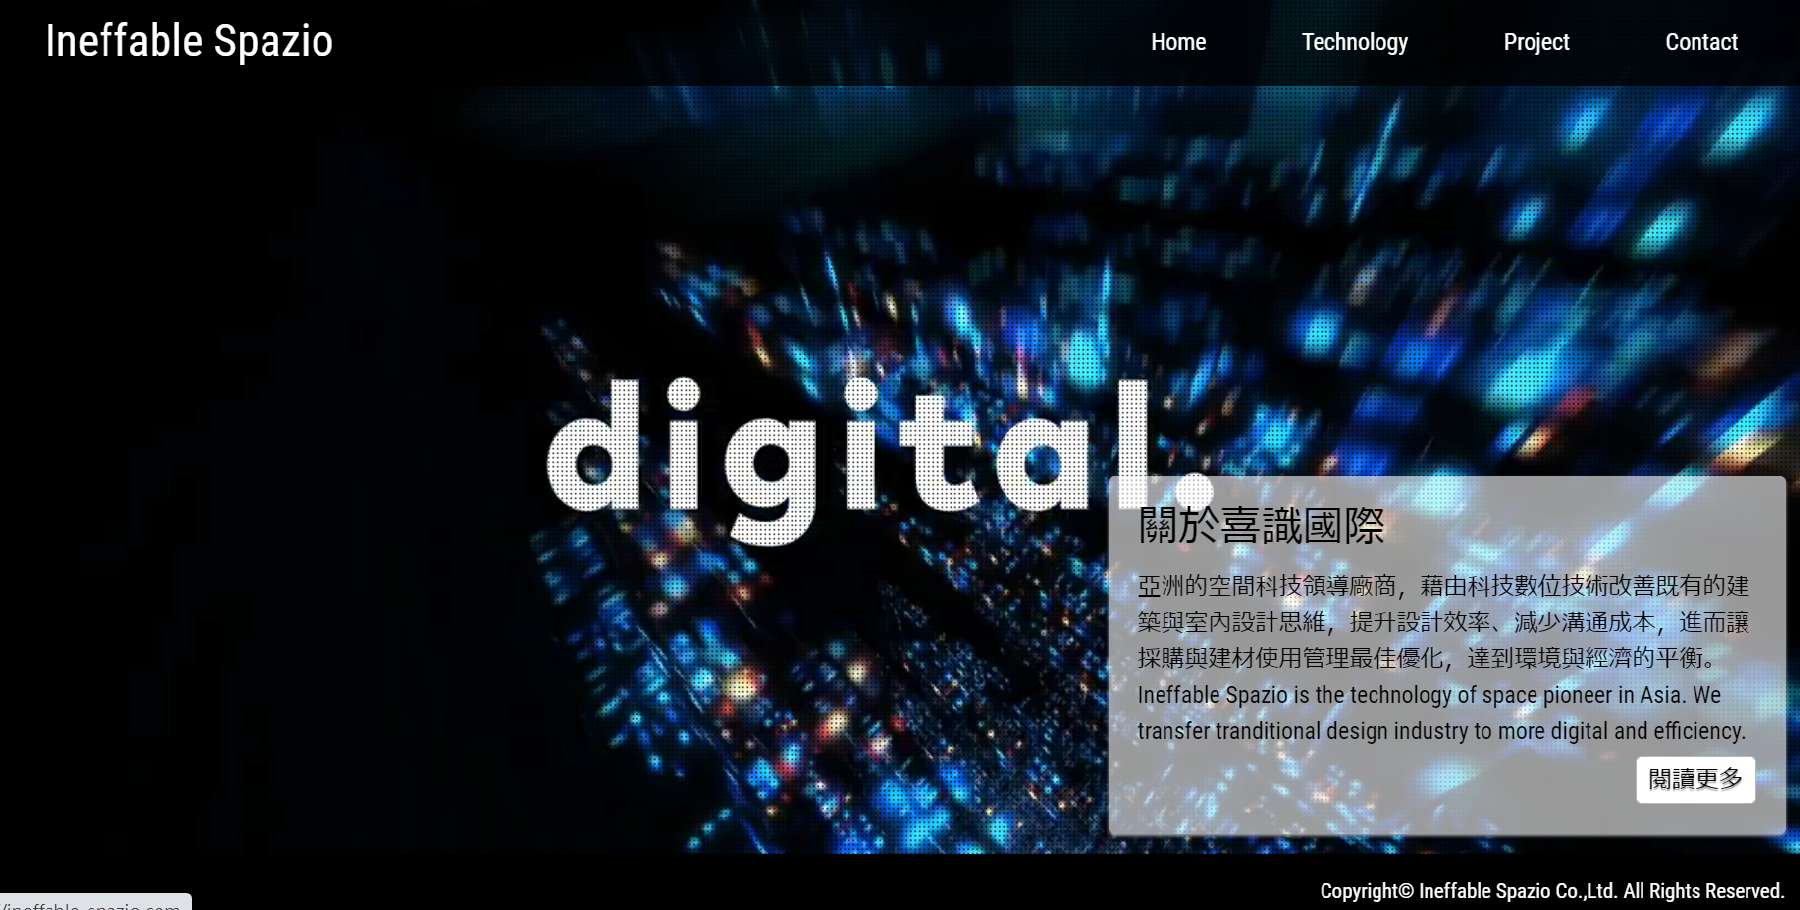 Ineffable Spazio
Home Technology Project Contact
digital.
關於喜識國際
亞洲的空間科技領導廠商，藉由科技數位技術改善既有的建
築與室內設計思維，提升設計效率、減少溝通成本，進而讓
採購與建材使用管理最佳優化，達到環境與經濟的平衡。
Ineffable Spazio is the technology of space pioneer in Asia. We
transfer tranditional design industry to more digital and efficiency.
閱讀更多
Copyright© Ineffable Spazio Co.,Ltd. All Rights Reserved.
/ineffable-spazio.com